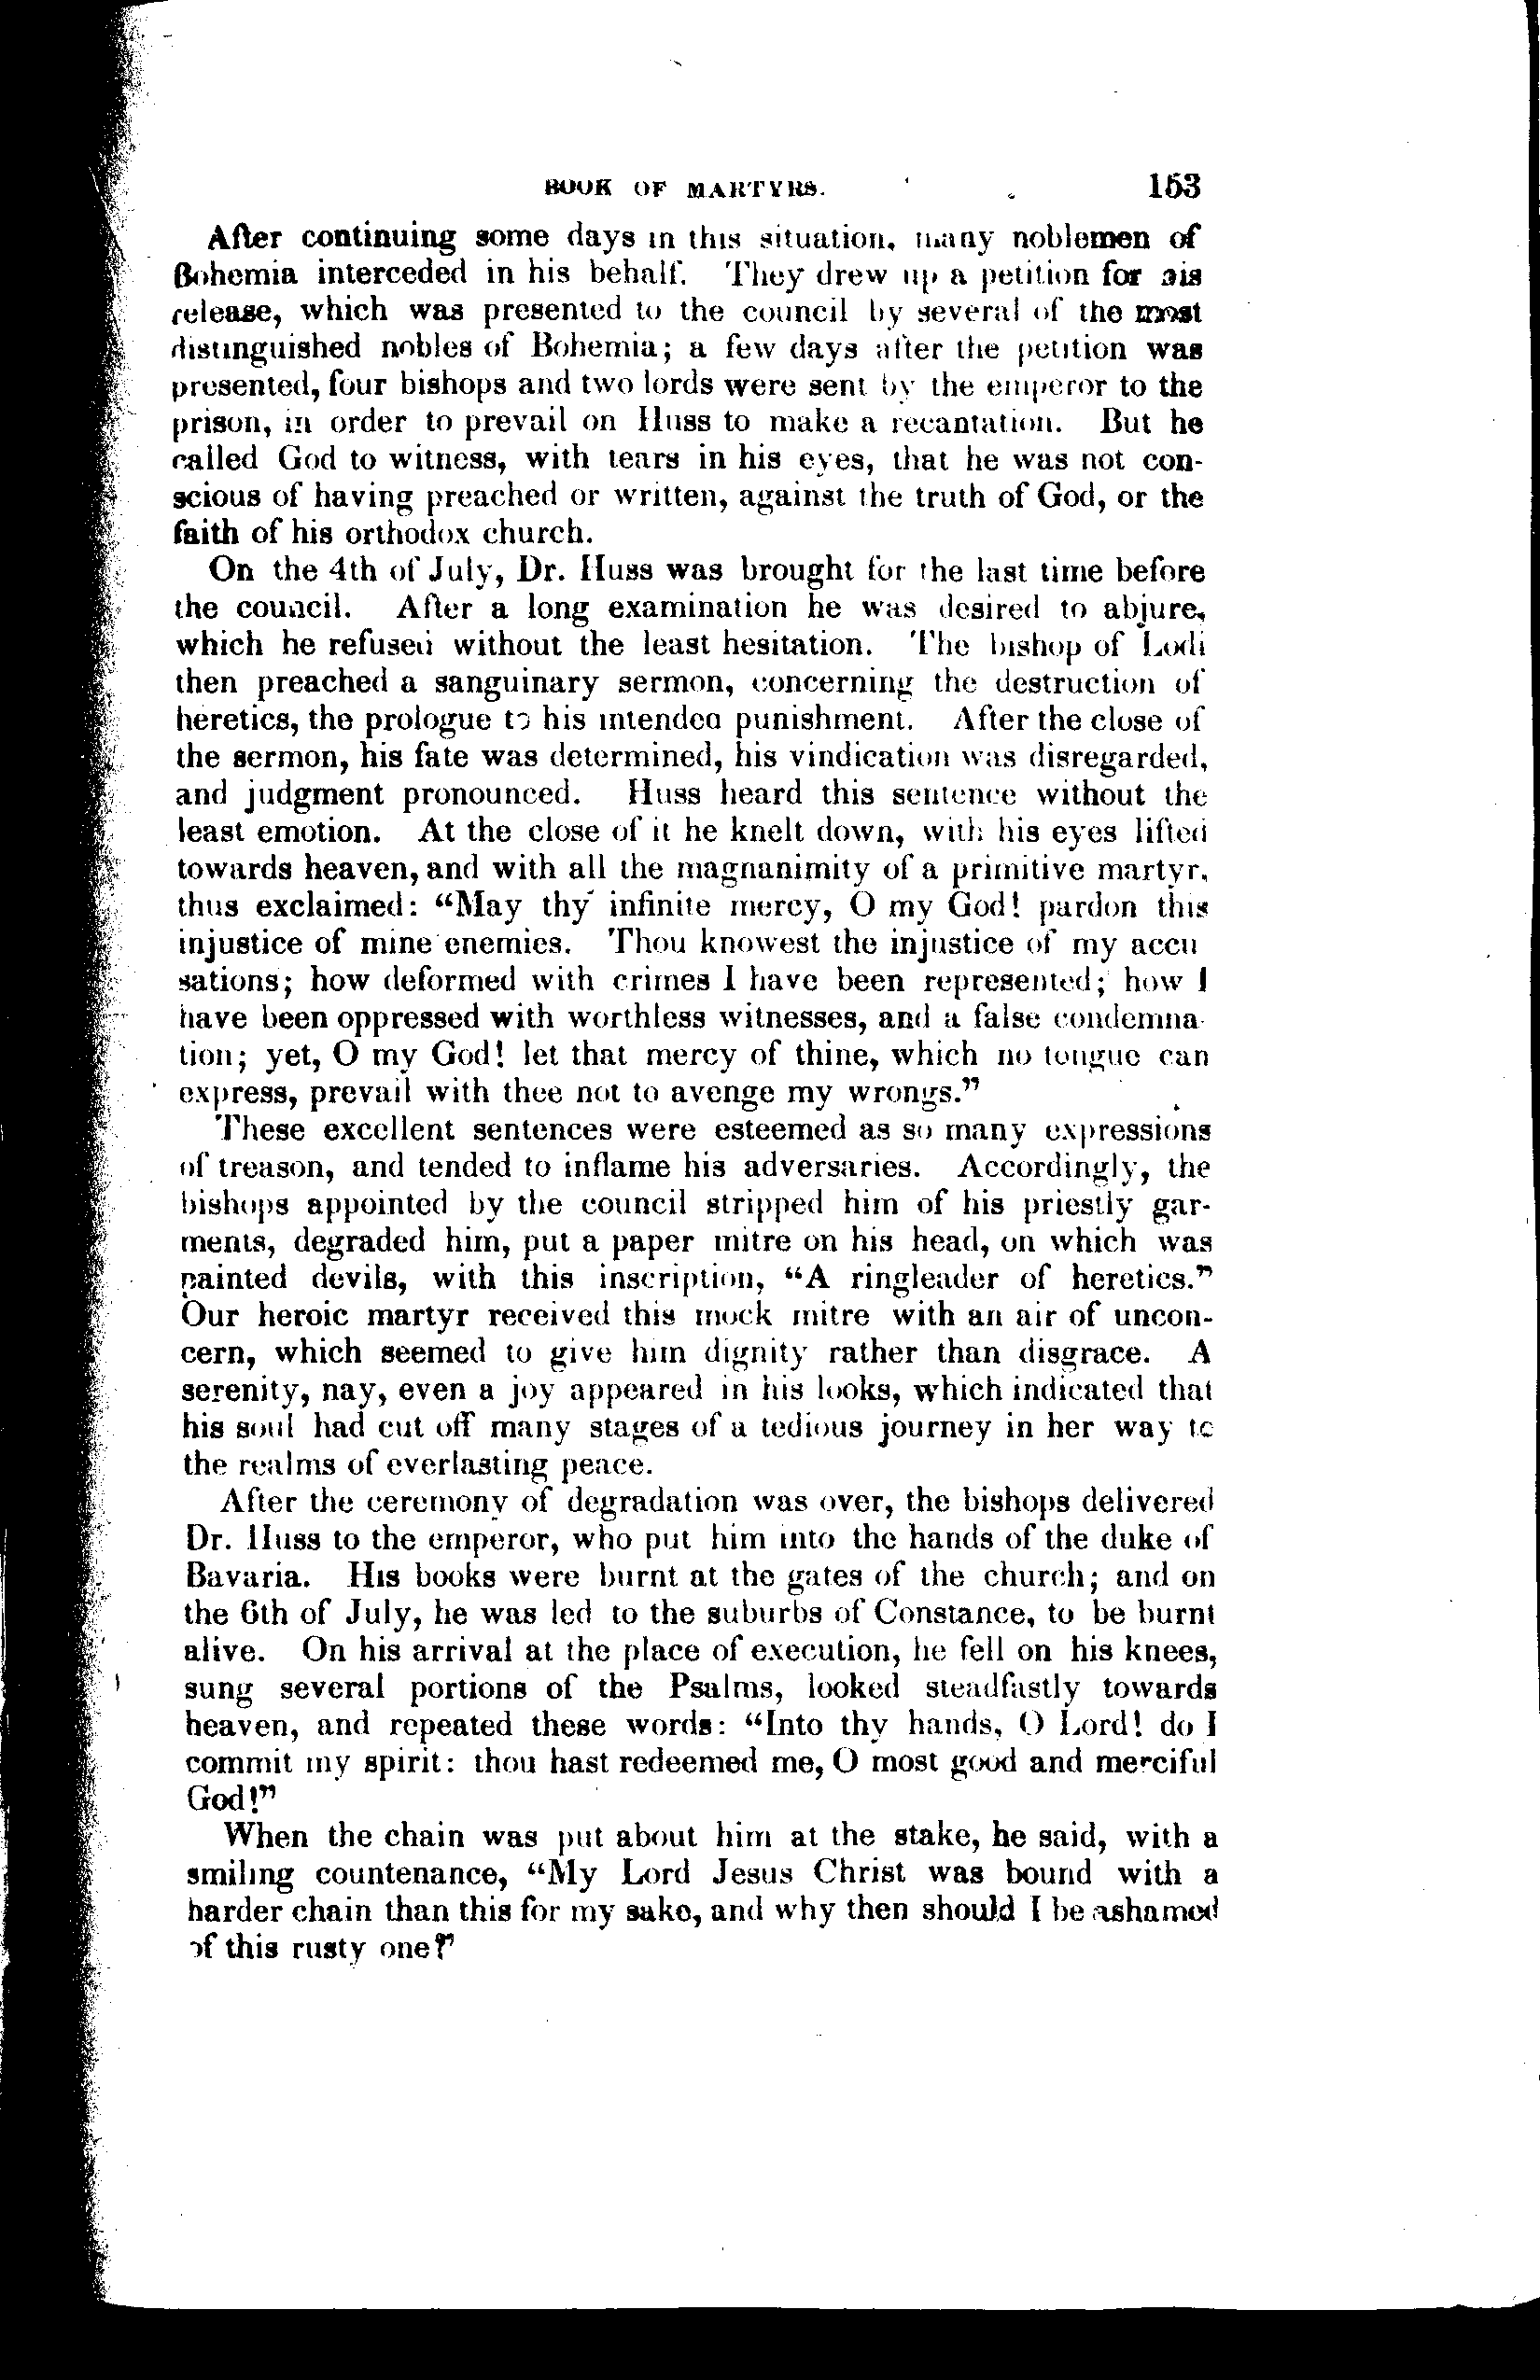 BOOK OF MARTYRS. 153
After continuing some days in this situation, many noblemen of
Bohemia interceded in his behalf. They drew up a petition for his
release, which was presented to the council by several of the most
distinguished nobles of Bohemia; a few days after the petition was
presented, four bishops and two lords were sent by the emperor to the
prison, in order to prevail on Huss to make a recantation. But he
called God to witness, with tears in his eyes, that he was not con-
scious of having preached or written, against the truth of God, or the
faith of his orthodox church.
On the 4th of July, Dr. Huss was brought for the last time before
the council. After a long examination he was desired to abjure,
which he refused without the least hesitation. The bishop of Lodi
then preached a sanguinary sermon, concerning the destruction of
heretics, the prologue to his intended punishment. After the close of
the sermon, his fate was determined, his vindication was disregarded,
and judgment pronounced. Huss heard this sentence without the
least emotion. At the close of it he knelt down, with his eyes lifted
towards heaven, and with all the magnanimity of a primitive martyr,
thus exclaimed: “May thy infinite mercy, O my God! pardon this
injustice of mine enemies. Thou knowest the injustice of my accu
sations; how deformed with crimes I have been represented; how I
have been oppressed with worthless witnesses, and a false condemna-
tion; yet, O my God! let that mercy of thine, which no tongue can
express, prevail with thee not to avenge my wrongs.”
These excellent sentences were esteemed as so many expressions
of treason, and tended to inflame his adversaries. Accordingly, the
bishops appointed by the council stripped him of his priestly gar-
ments, degraded him, put a paper mitre on his head, on which was
painted devils, with this inscription, “A ringleader of heretics.”
Our heroic martyr received this mock mitre with an air of uncon-
cern, which seemed to give him dignity rather than disgrace. A
serenity, nay, even a joy appeared in his looks, which indicated that
his soul had cut off many stages of a tedious journey in her way to
the realms of everlasting peace.
After the ceremony of degradation was over, the bishops delivered
Dr. Huss to the emperor, who put him into the hands of the duke of
Bavaria. His books were burnt at the gates of the church; and on
the 6th of July, he was led to the suburbs of Constance, to be burnt
alive. On his arrival at the place of execution, he fell on his knees,
sung several portions of the Psalms, looked steadfastly towards
heaven, and repeated these words: “Into thy hands, O Lord! do I
commit my spirit: thou hast redeemed me, O most good and merciful
God!”
When the chain was put about him at the stake, he said, with a
smiling countenance, “My Lord Jesus Christ was bound with a
harder chain than this for my sake, and why then should I be ashamed
of this rusty one?”